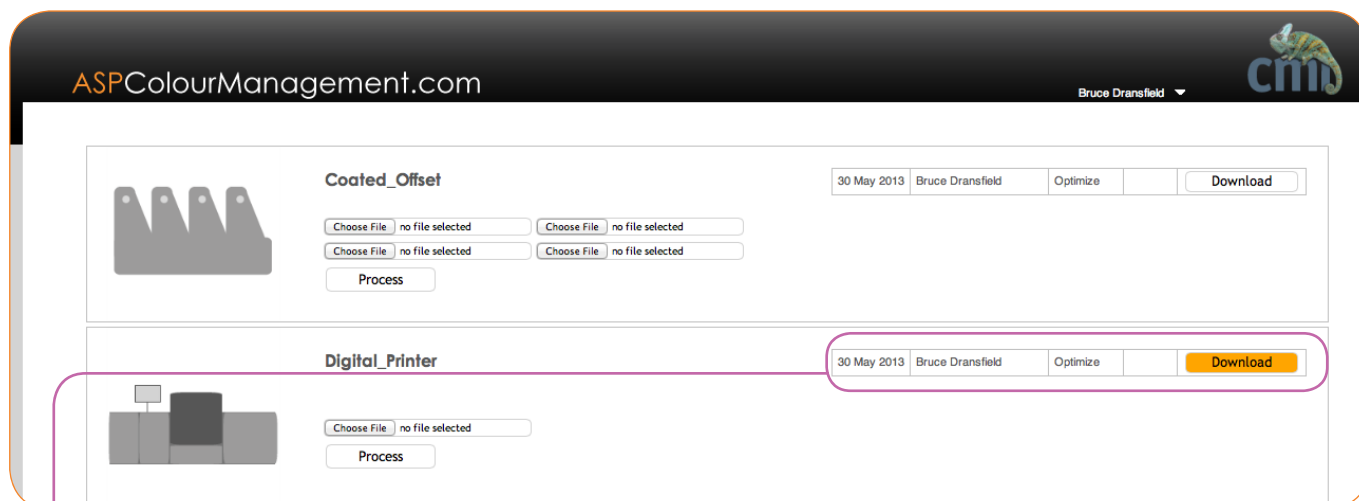 ASPColourManagement.com
Bruce Dransfield
cmi
Coated_Offset
30 May 2013 Bruce Dransfield Optimize Download
Choose File no file selected Choose File no file selected
Choose File no file selected Choose File no file selected
Process
Digital_Printer
30 May 2013 Bruce Dransfield Optimize Download
Choose File no file selected
Process